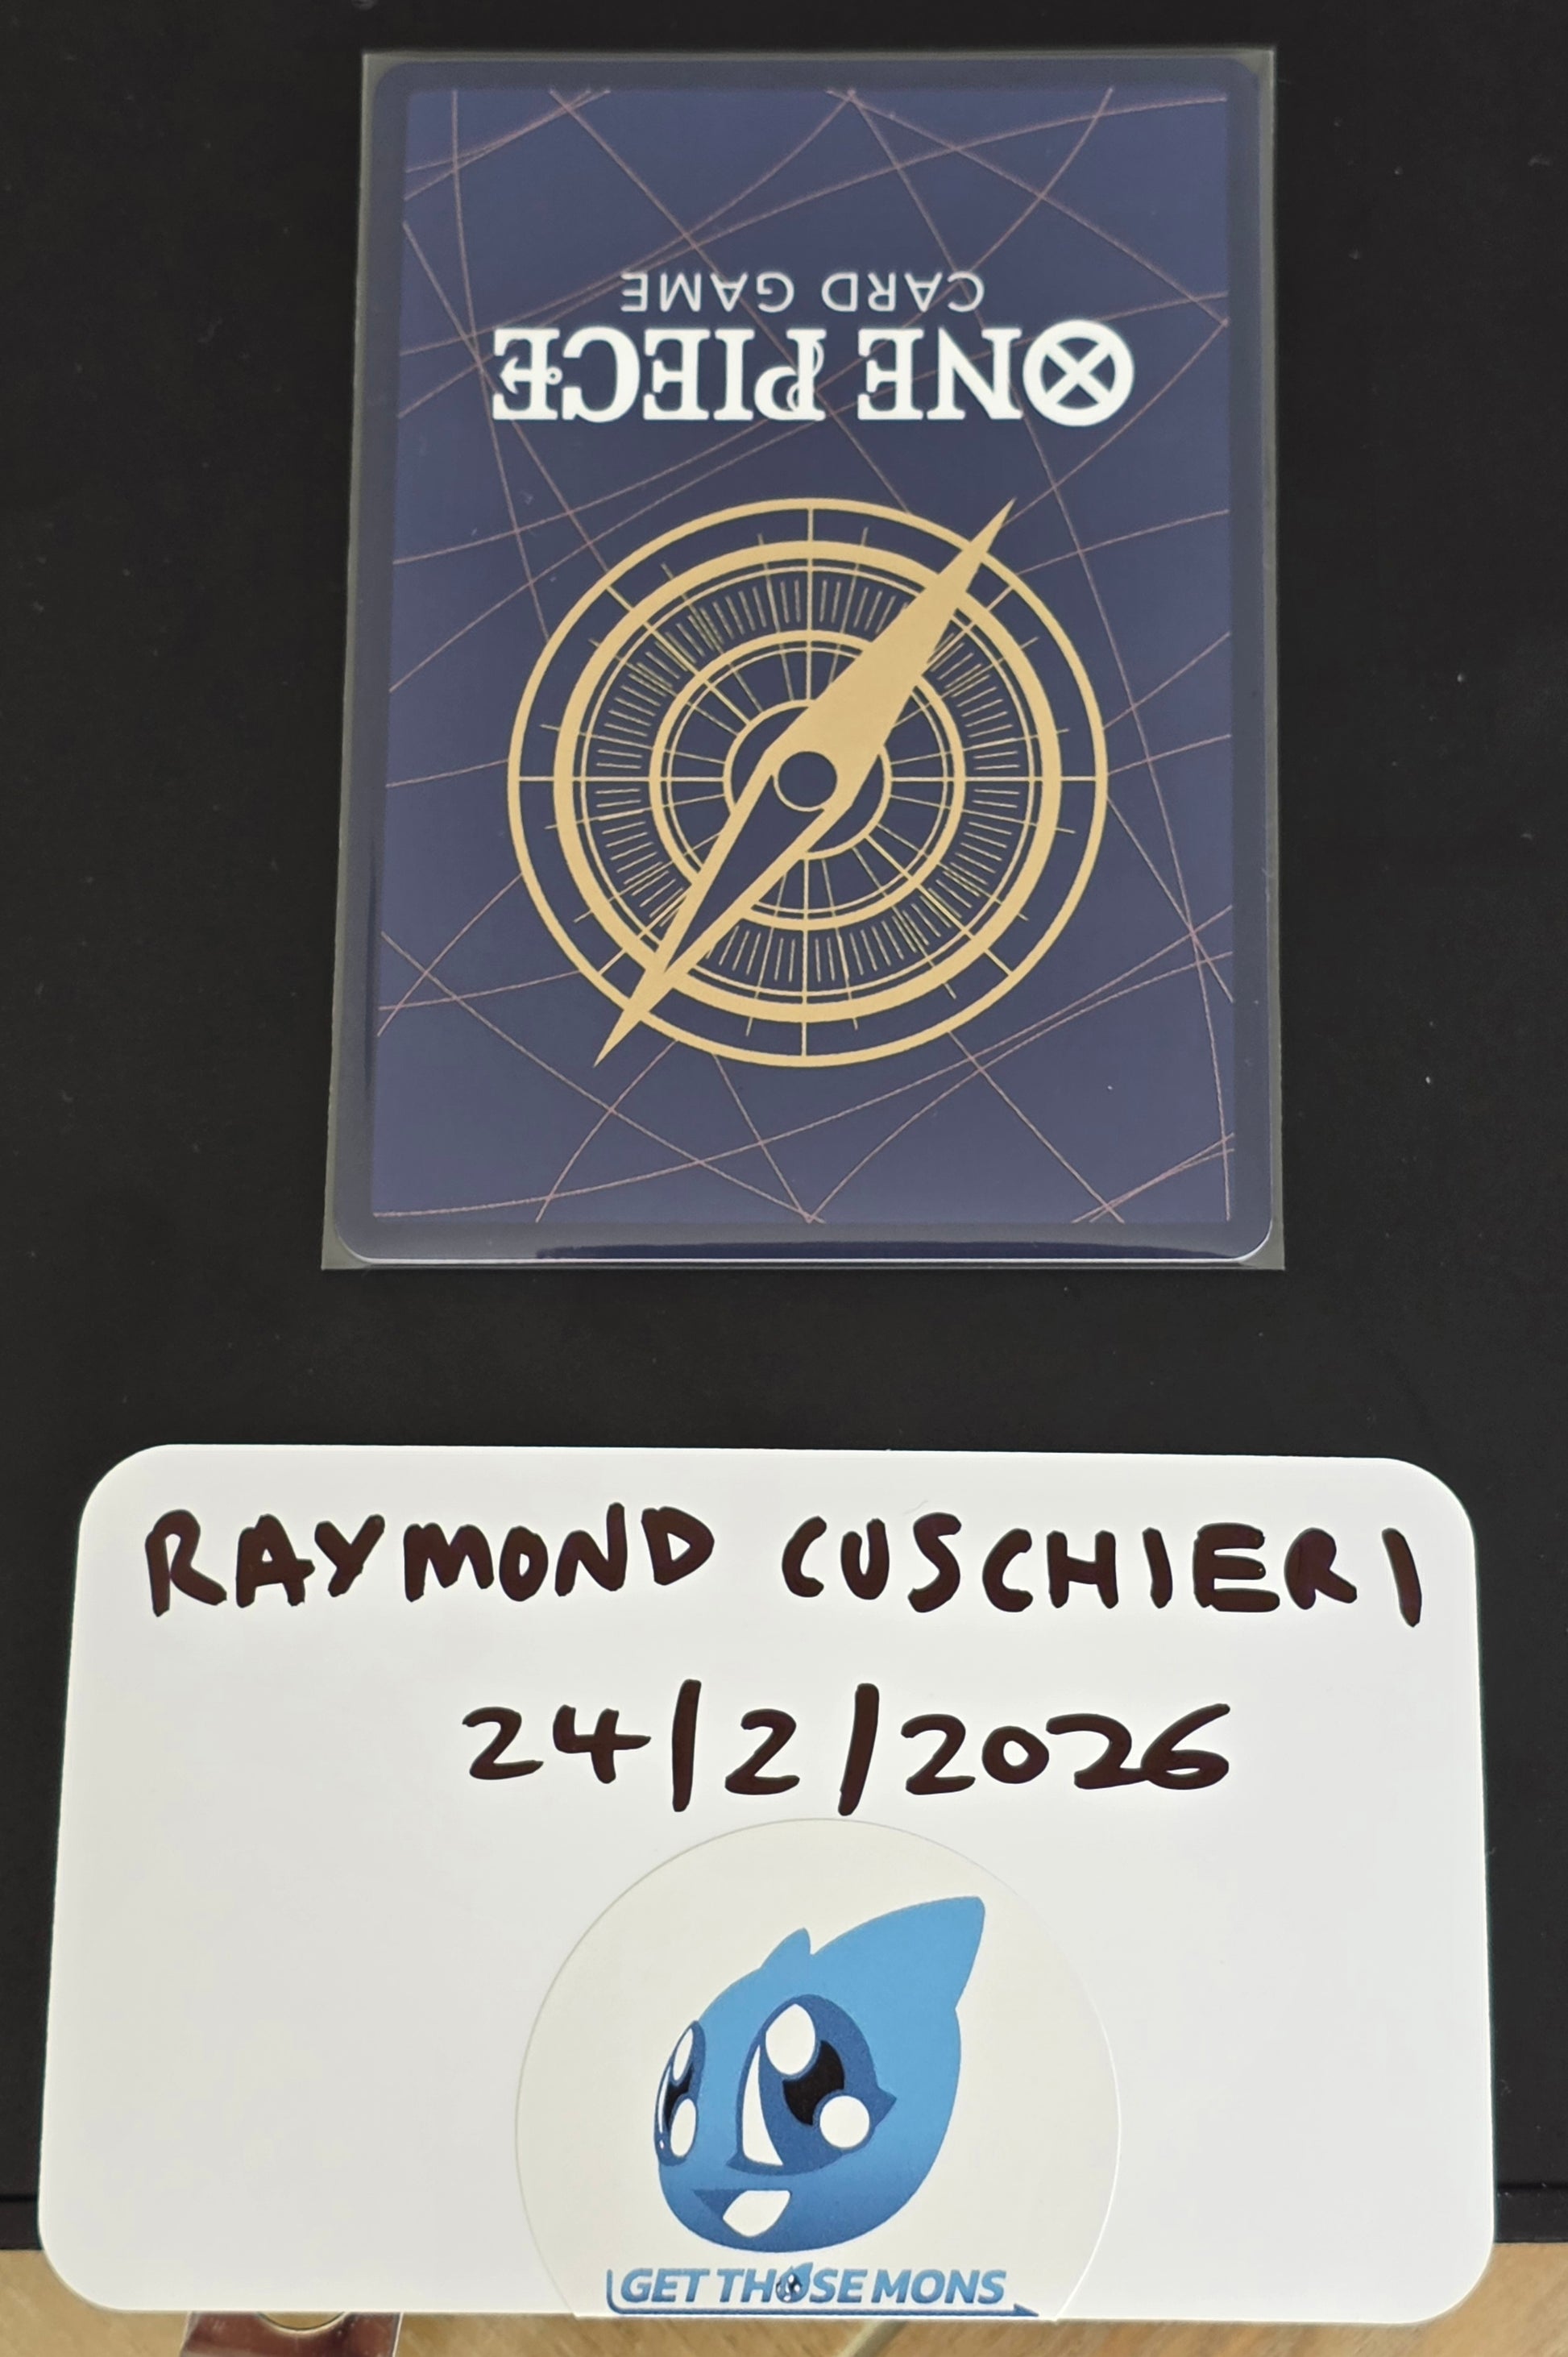 CARD GAME
ONE PIECE
RAYMOND CUSCHIERI
24/2/2026
GET THOSE MONS